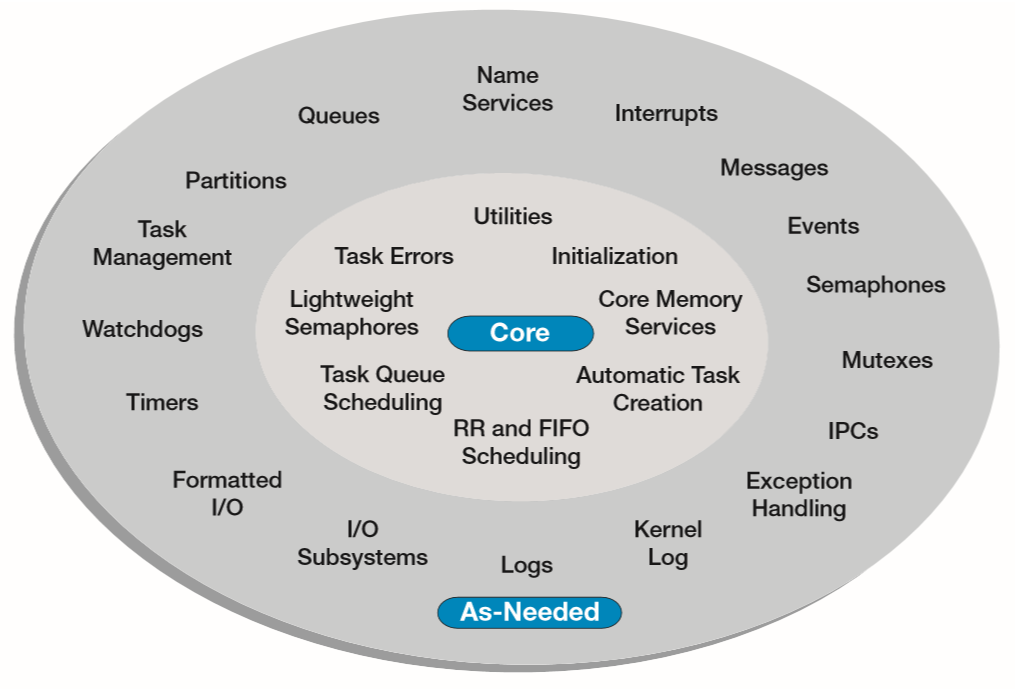 Name
Services
Queues
Interrupts
Partitions
Messages
Task
Management
Events
Semaphones
Watchdogs
Mutexes
Timers
IPCs
Formatted
I/O
Exception
Handling
I/O
Subsystems
Kernel
Log
Logs
As-Needed
Utilities
Task Errors
Initialization
Lightweight
Semaphores
Core Memory
Services
Core
Task Queue
Scheduling
Automatic Task
Creation
RR and FIFO
Scheduling